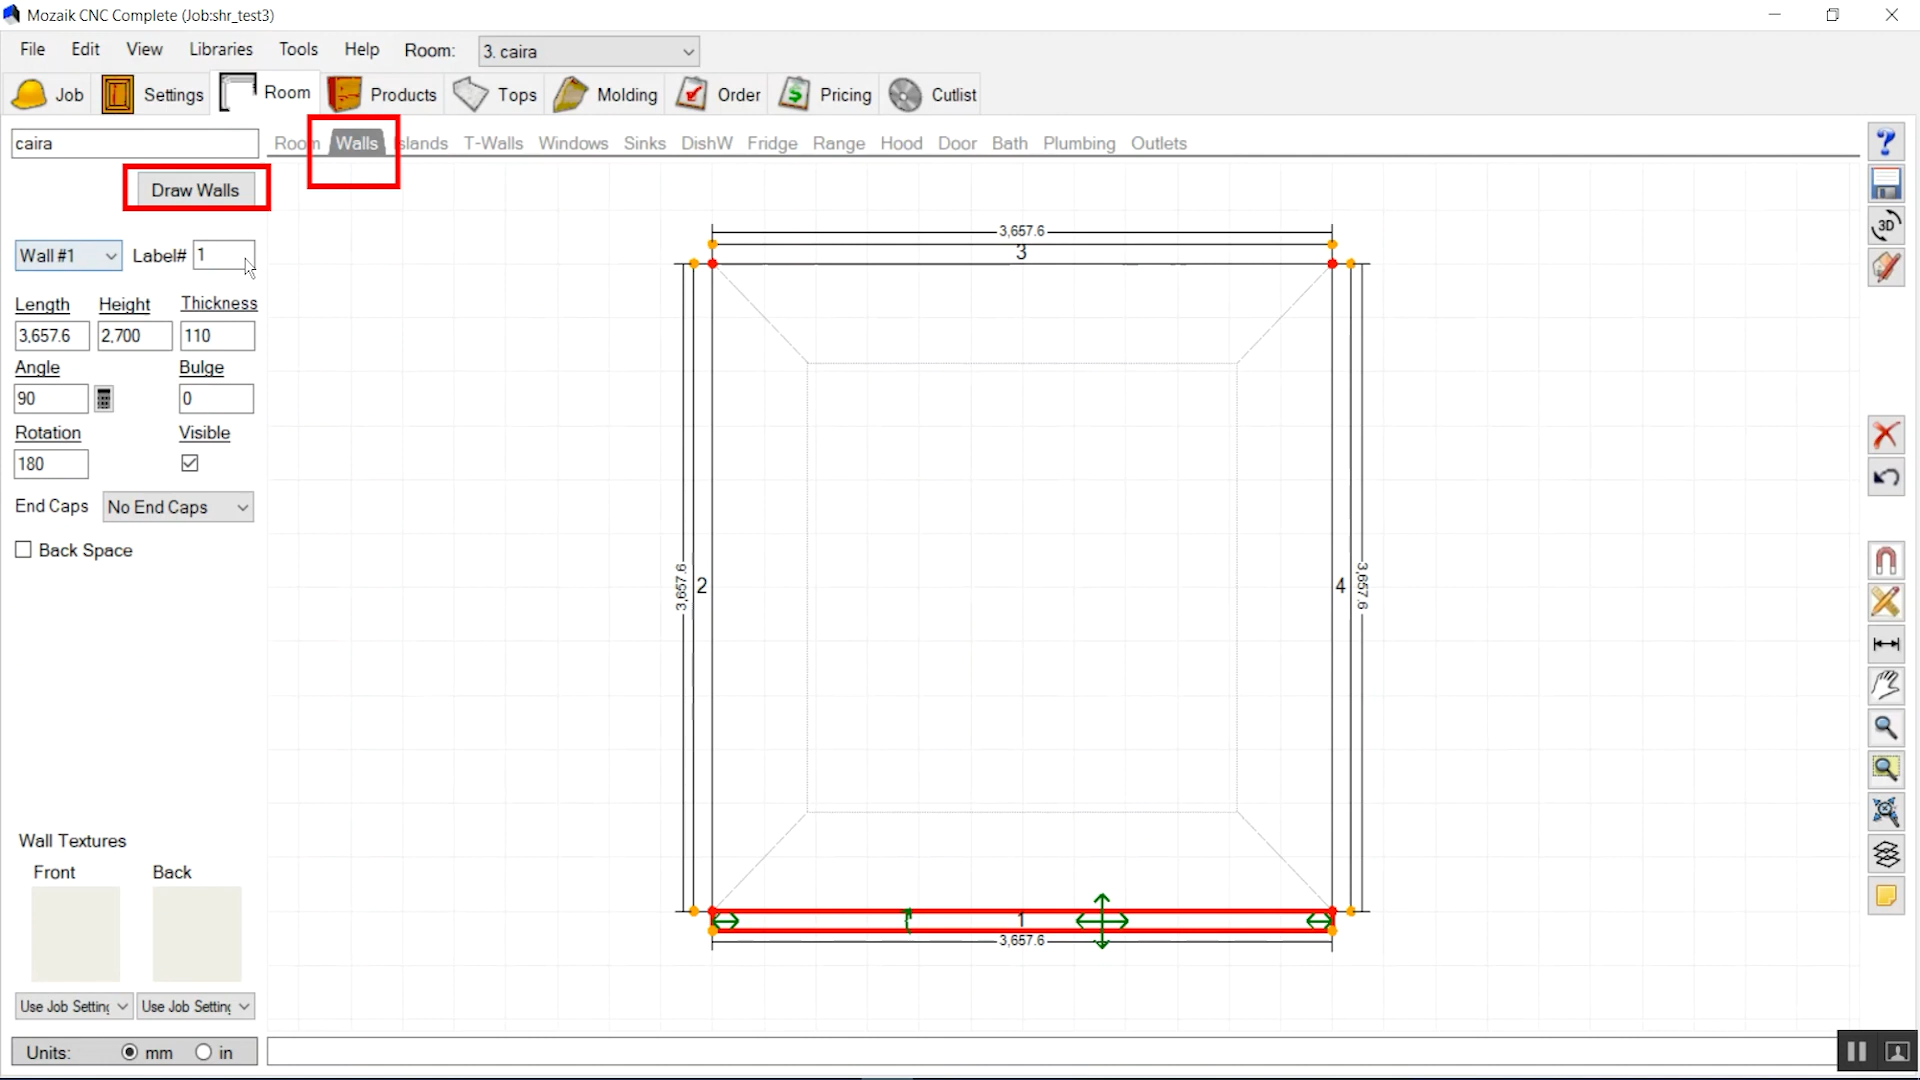 Mozaik CNC Complete (Job:shr_test3)
File Edit View Libraries Tools Help Room: 3. caira
Job Settings Room Products Tops Molding Order Pricing Cutlist
caira Room Walls Islands T-Walls Windows Sinks DishW Fridge Range Hood Door Bath Plumbing Outlets
Draw Walls
Wall #1 Label# 1
Length Height Thickness
3,657.6 2,700 110
Angle Bulge
90 0
Rotation Visible
180
End Caps No End Caps
Back Space
3,657.6
3
3,657.6 2
4 3,657.6
1
3,657.6
3D
Wall Textures
Front Back
Use Job Setting Use Job Setting
Units: mm in